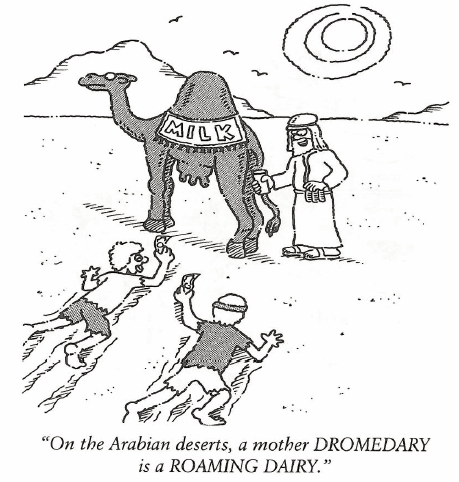 MILK
“On the Arabian deserts, a mother DROMEDARY
is a ROAMING DAIRY.”